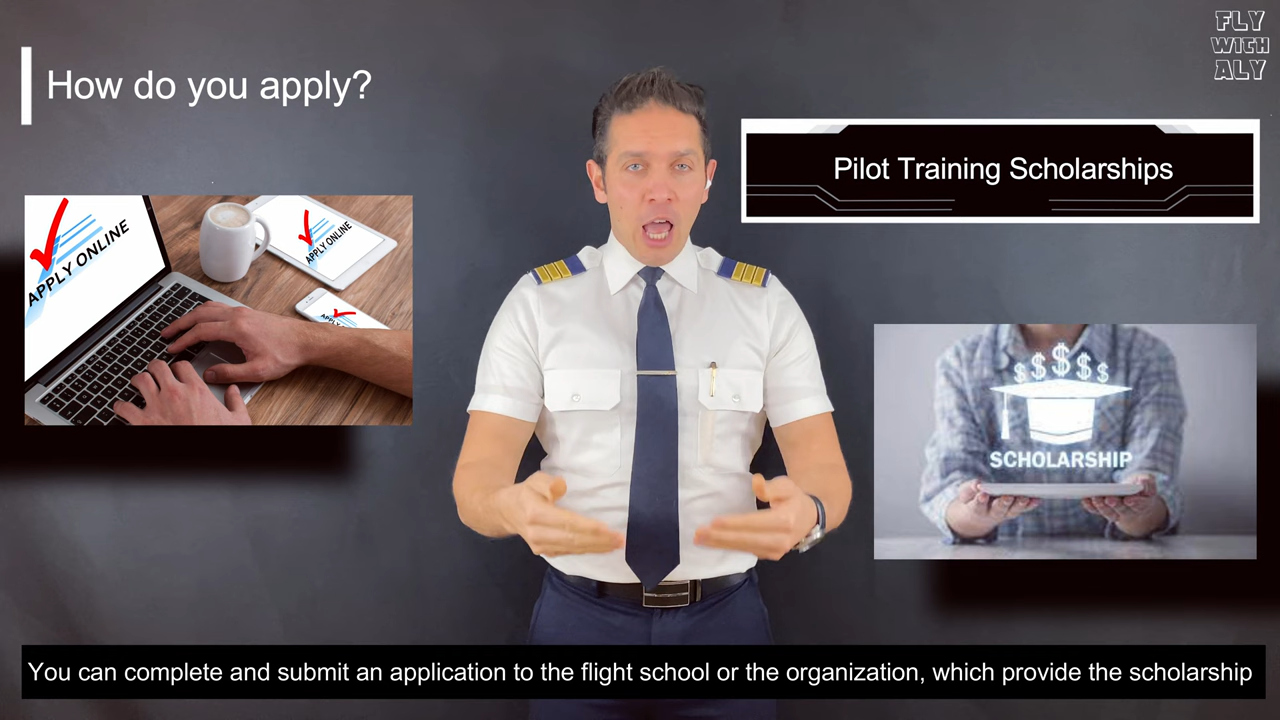 FLY
WITH
ALY
How do you apply?
Pilot Training Scholarships
APPLY ONLINE
APPLY ONLINE
$ $ $ $ $
SCHOLARSHIP
You can complete and submit an application to the flight school or the organization, which provide the scholarship